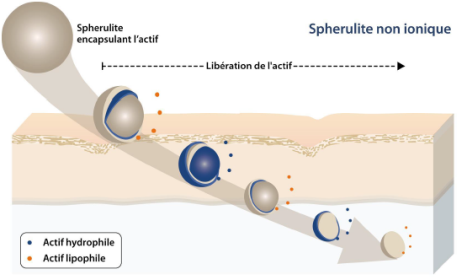 Spherulite
encapsulant l'actif
Spherulite non ionique
Libération de l'actif
Actif hydrophile
Actif lipophile